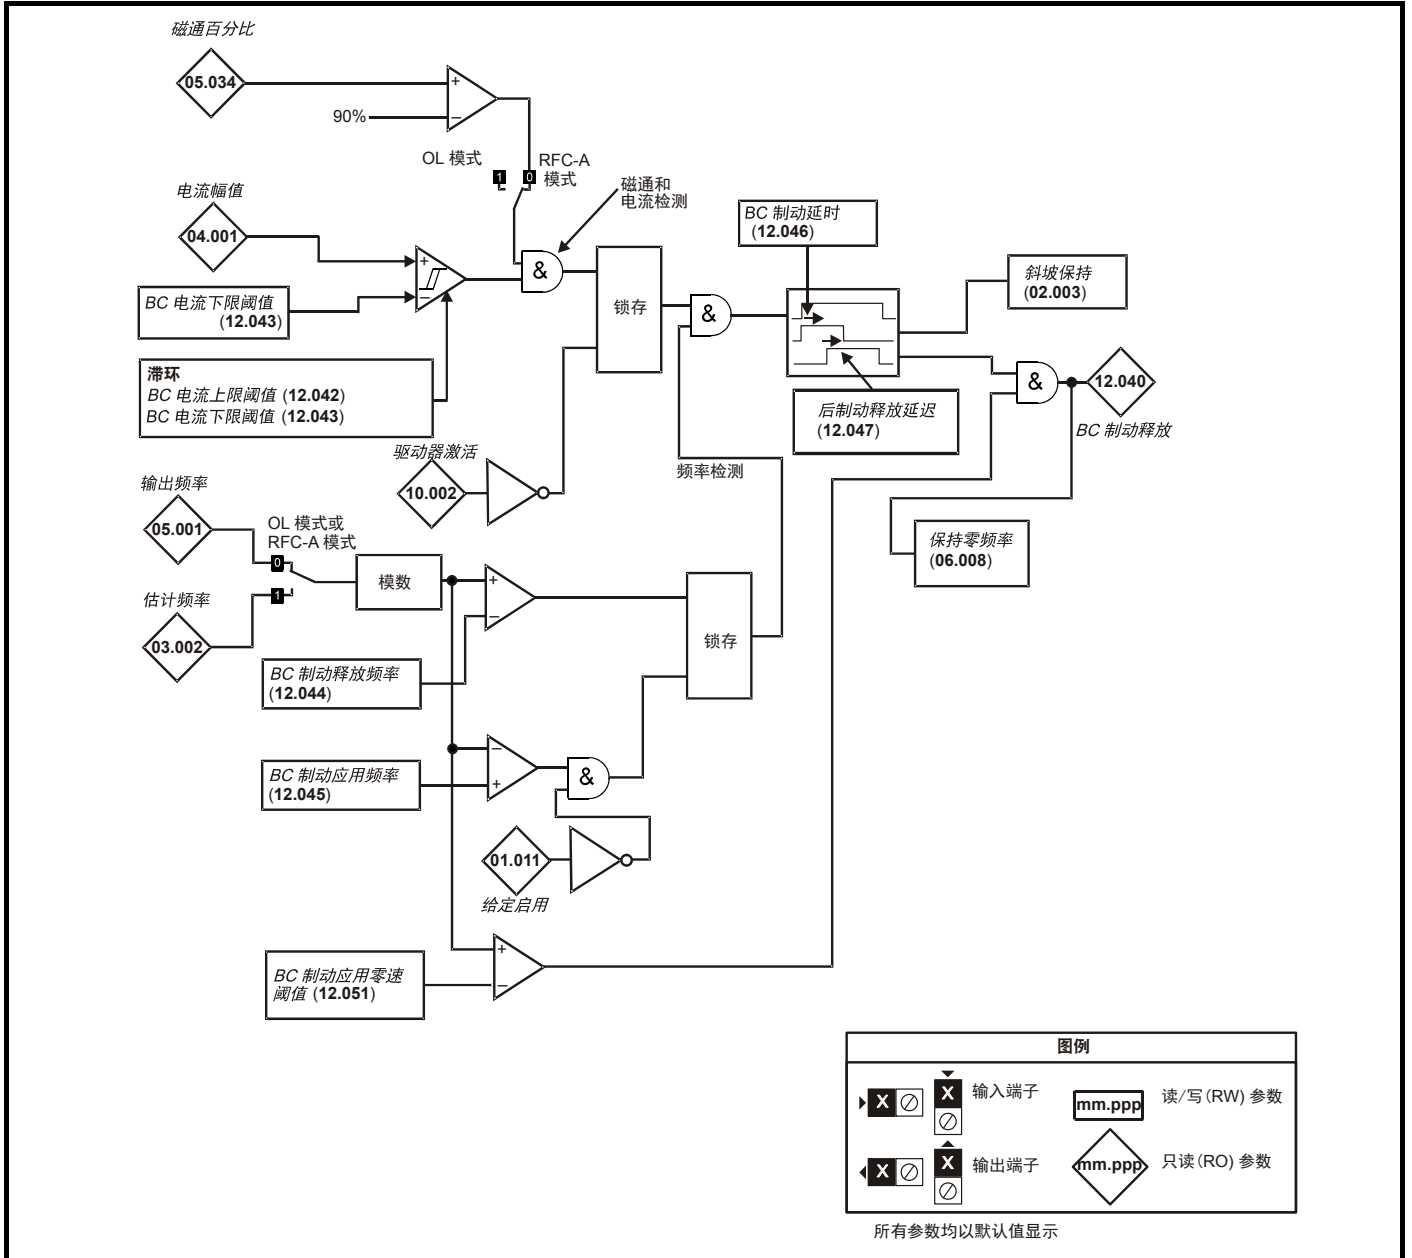 磁通百分比
05.034
90%
OL 模式
1
0
RFC-A
模式
磁通和
电流检测
电流幅值
04.001
+
−
BC 电流下限阈值
(12.043)
&
锁存
&
BC 制动延时
(12.046)
斜坡保持
(02.003)
滞环
BC 电流上限阈值 (12.042)
BC 电流下限阈值 (12.043)
后制动释放延迟
(12.047)
&
12.040
BC 制动释放
驱动器激活
10.002
频率检测
输出频率
05.001
OL 模式或
RFC-A 模式
0
1
模数
保持零频率
(06.008)
估计频率
03.002
+
−
锁存
BC 制动释放频率
(12.044)
BC 制动应用频率
(12.045)
−
+
&
01.011
给定启用
BC 制动应用零速
阈值 (12.051)
+
−
图例
X
X
输入端子
mm.ppp
读/写(RW) 参数
X
X
输出端子
mm.ppp
只读(RO) 参数
所有参数均以默认值显示